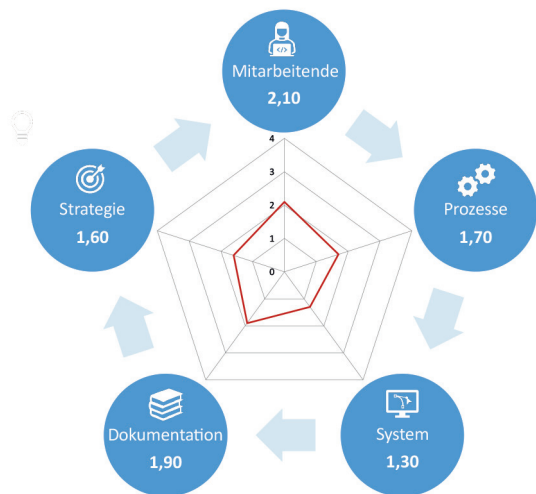 Mitarbeitende
2,10
Strategie
1,60
Prozesse
1,70
4
3
2
1
0
Dokumentation
1,90
System
1,30